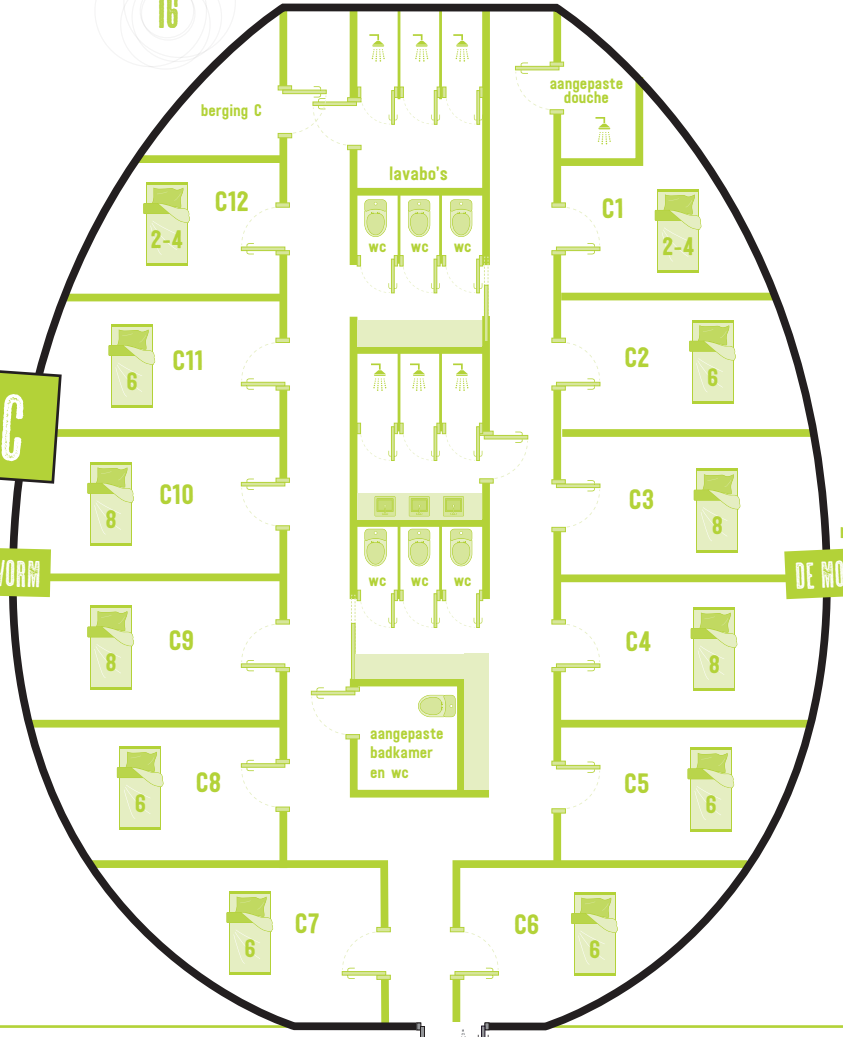 16
aangepaste
douche
berging C
lavabo's
C12
2-4
C1
2-4
wc
wc
wc
C11
6
C2
6
C
C10
8
C3
8
VORM
DE MO
wc
wc
wc
C9
8
C4
8
aangepaste
badkamer
en wc
C8
6
C5
6
C7
6
C6
6